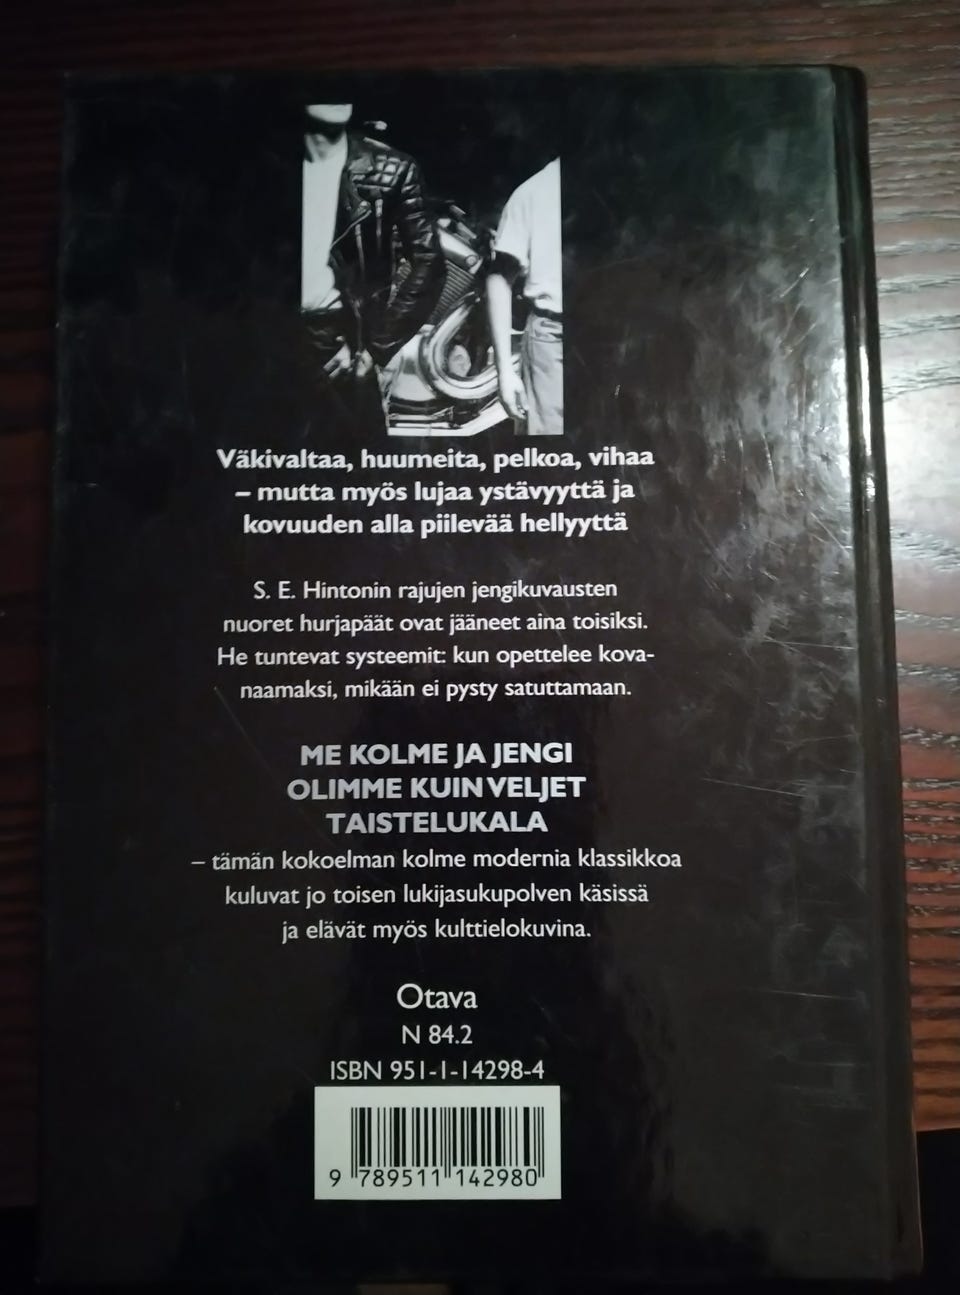 Väkivaltaa, huumeita, pelkoa, vihaa
– mutta myös lujaa ystävyyttä ja
kovuuden alla piilevää hellyyttä
S. E. Hintonin rajujen jengikuvausten
nuoret hurjapäät ovat jääneet aina toisiksi.
He tuntevat systeemit: kun opettelee kova-
naamaksi, mikään ei pysty satuttamaan.
ME KOLME JA JENGI
OLIMME KUIN VELJET
TAISTELUKALA
– tämän kokoelman kolme modernia klassikkoa
kuluvat jo toisen lukijasukupolven käsissä
ja elävät myös kulttielokuvina.
Otava
N 84.2
ISBN 951-1-14298-4
9 789511 142980